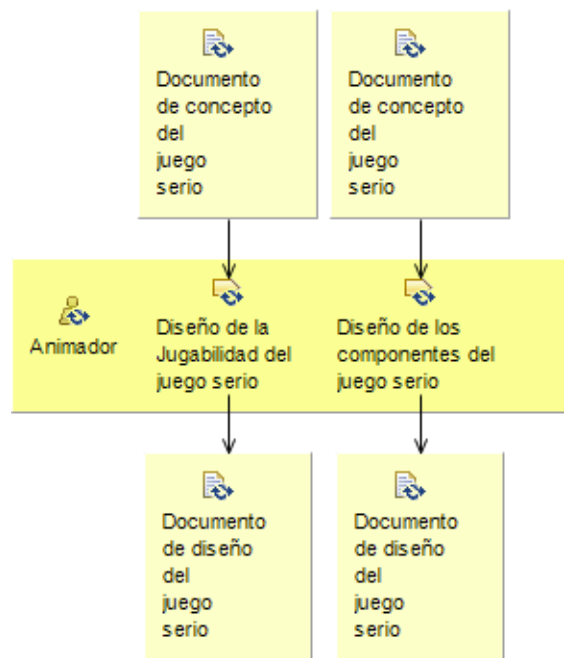 Documento
de concepto
del
juego
serio
Documento
de concepto
del
juego
serio
Animador
Diseño de la
Jugabilidad del
juego serio
Diseño de los
componentes del
juego serio
Documento
de diseño
del
juego
serio
Documento
de diseño
del
juego
serio